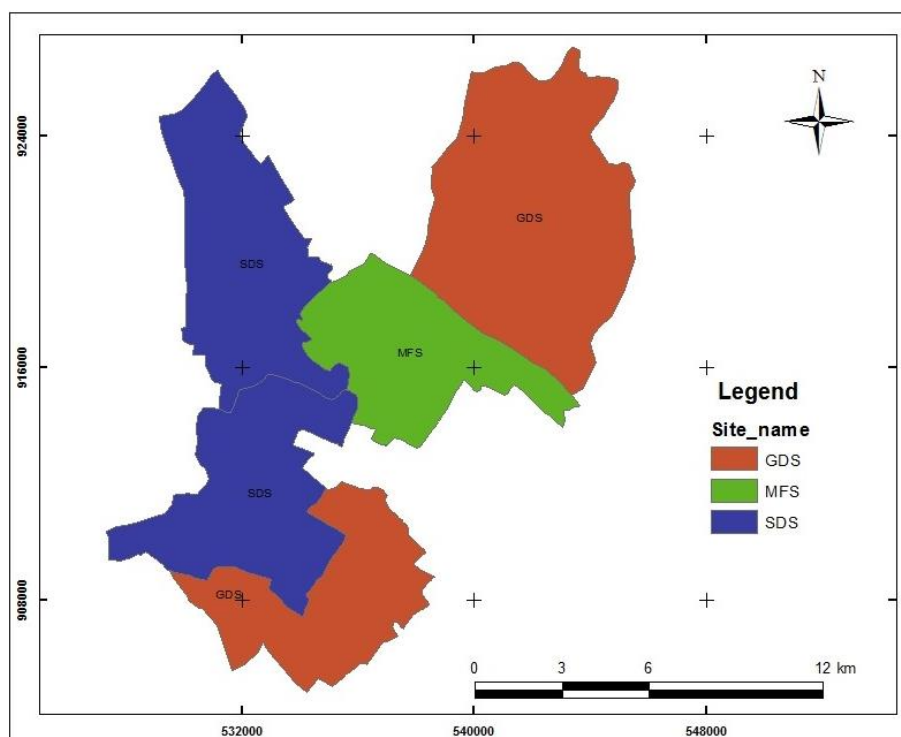 N
924000
GDS
SDS
MFS
916000
Legend
Site_name
GDS
MFS
SDS
SDS
GDS
908000
0 3 6 12 km
532000 540000 548000